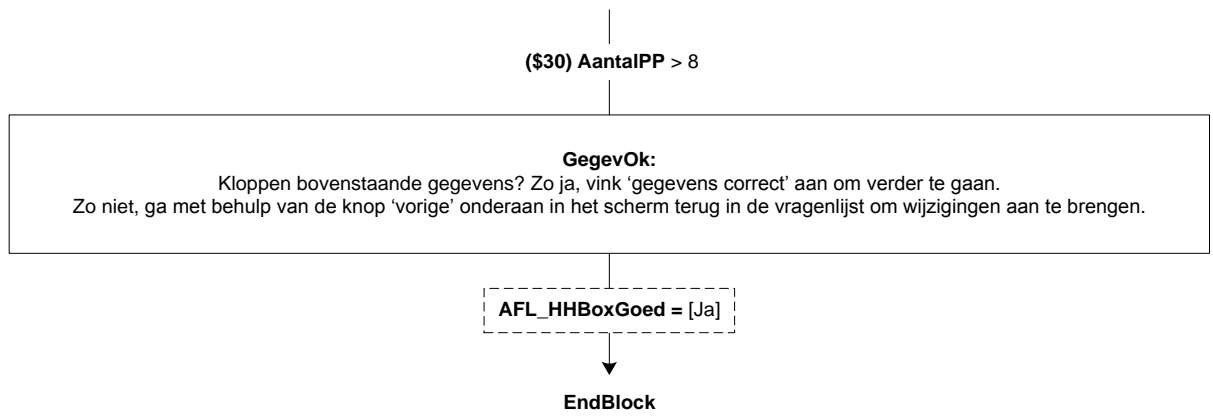 ($30) AantalPP > 8
GegevOk:
Kloppen bovenstaande gegevens? Zo ja, vink ‘gegevens correct’ aan om verder te gaan.
Zo niet, ga met behulp van de knop ‘vorige’ onderaan in het scherm terug in de vragenlijst om wijzigingen aan te brengen.
AFL_HHBoxGoed = [Ja]
EndBlock